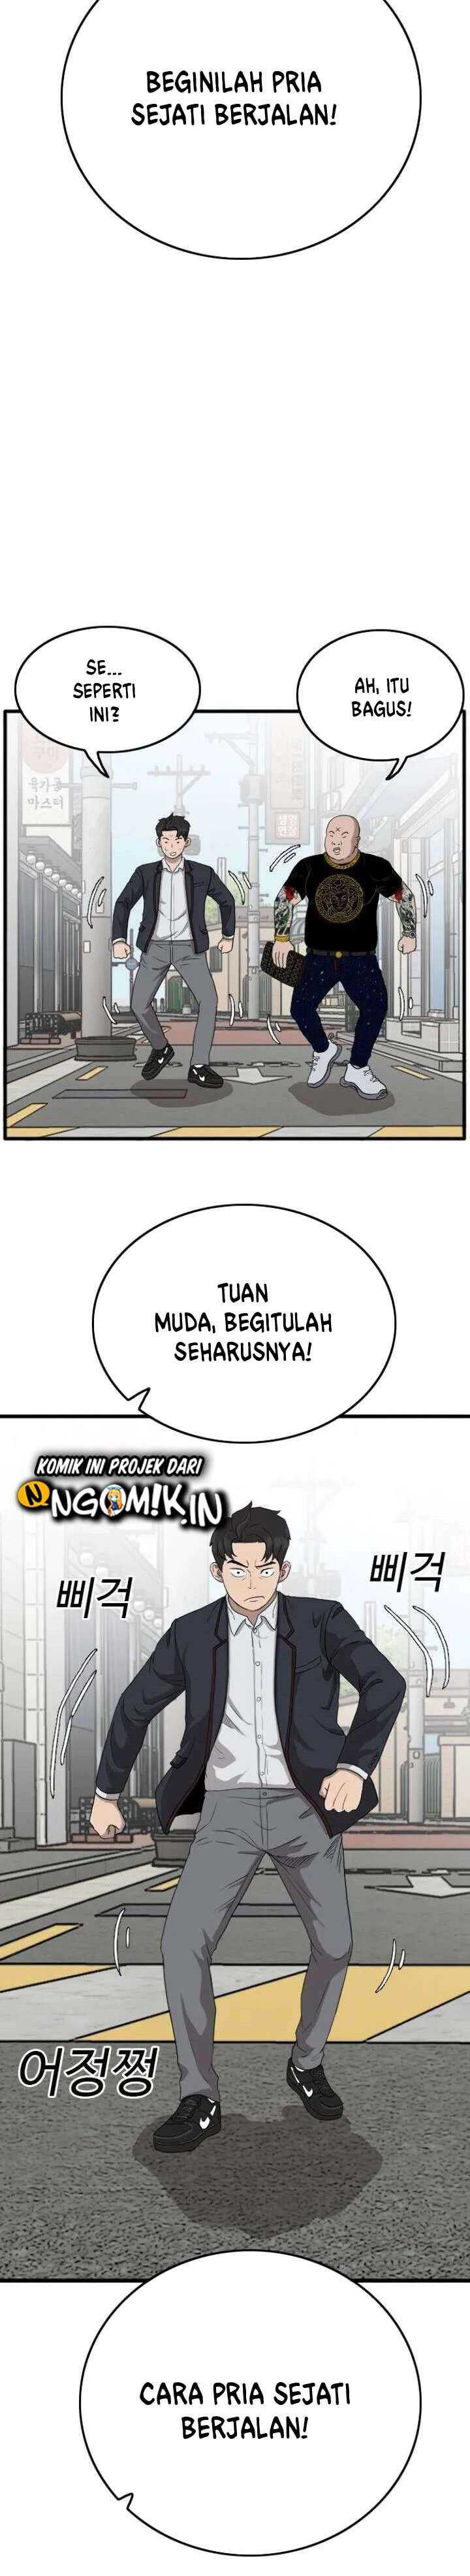 BEGINILAH PRIA
SEJATI BERJALAN!
SE...
SEPERTI
INI?
AH, ITU
BAGUS!
육가공
마스터
TUAN
MUDA, BEGITULAH
SEHARUSNYA!
KOMIK INI PROJEK DARI
NGOMIK.IN
삐걱
삐걱
어정쩡
CARA PRIA SEJATI
BERJALAN!